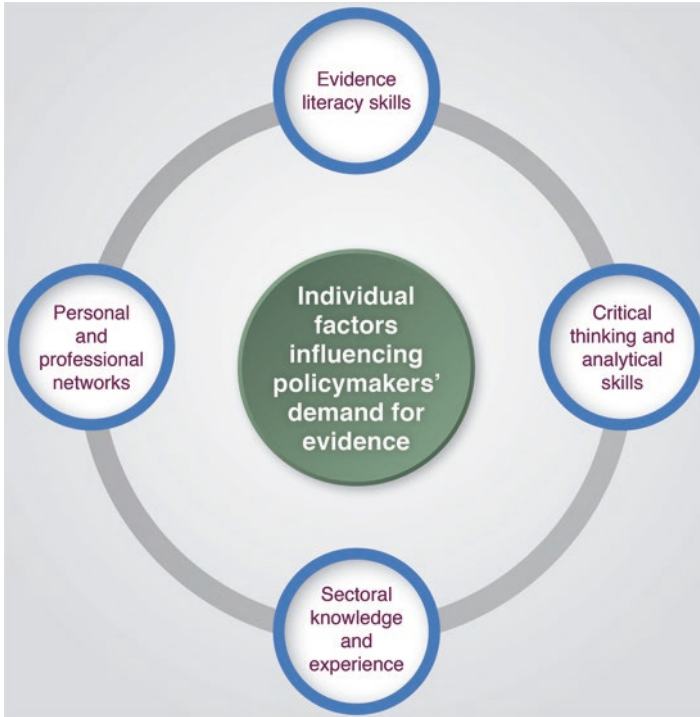 Evidence
literacy skills
Personal
and
professional
networks
Individual
factors
influencing
policymakers’
demand for
evidence
Critical
thinking and
analytical
skills
Sectoral
knowledge
and
experience